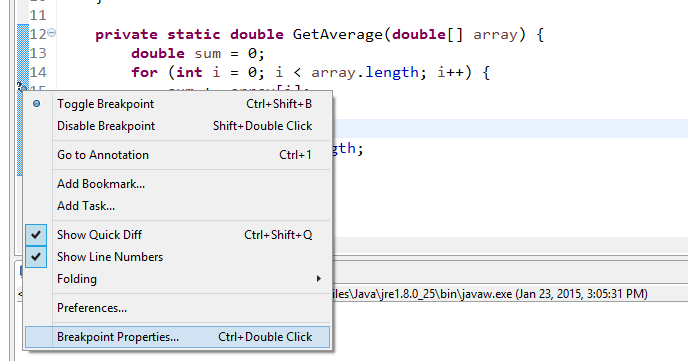 11
12 private static double GetAverage(double[] array) {
13 double sum = 0;
14 for (int i = 0; i < array.length; i++) {
15
Toggle Breakpoint Ctrl+Shift+B
Disable Breakpoint Shift+Double Click
Go to Annotation Ctrl+1
gth;
Add Bookmark...
Add Task...
Show Quick Diff Ctrl+Shift+Q
Show Line Numbers
Folding
iles\Java\jre1.8.0_25\bin\javaw.exe (Jan 23, 2015, 3:05:31 PM)
Preferences...
Breakpoint Properties... Ctrl+Double Click